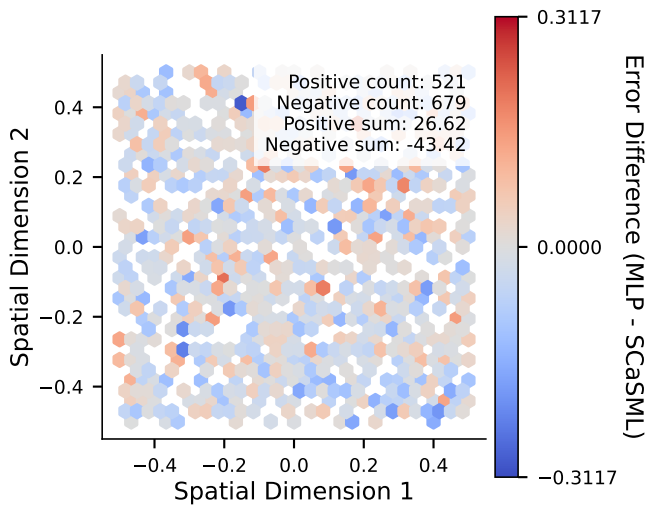 0.3117
Positive count: 521
Negative count: 679
Positive sum: 26.62
Negative sum: -43.42
0.4
0.2
0.0
−0.2
−0.4
Spatial Dimension 2
0.0000
Error Difference (MLP - SCaSML)
−0.3117
−0.4
−0.2
0.0
0.2
0.4
Spatial Dimension 1